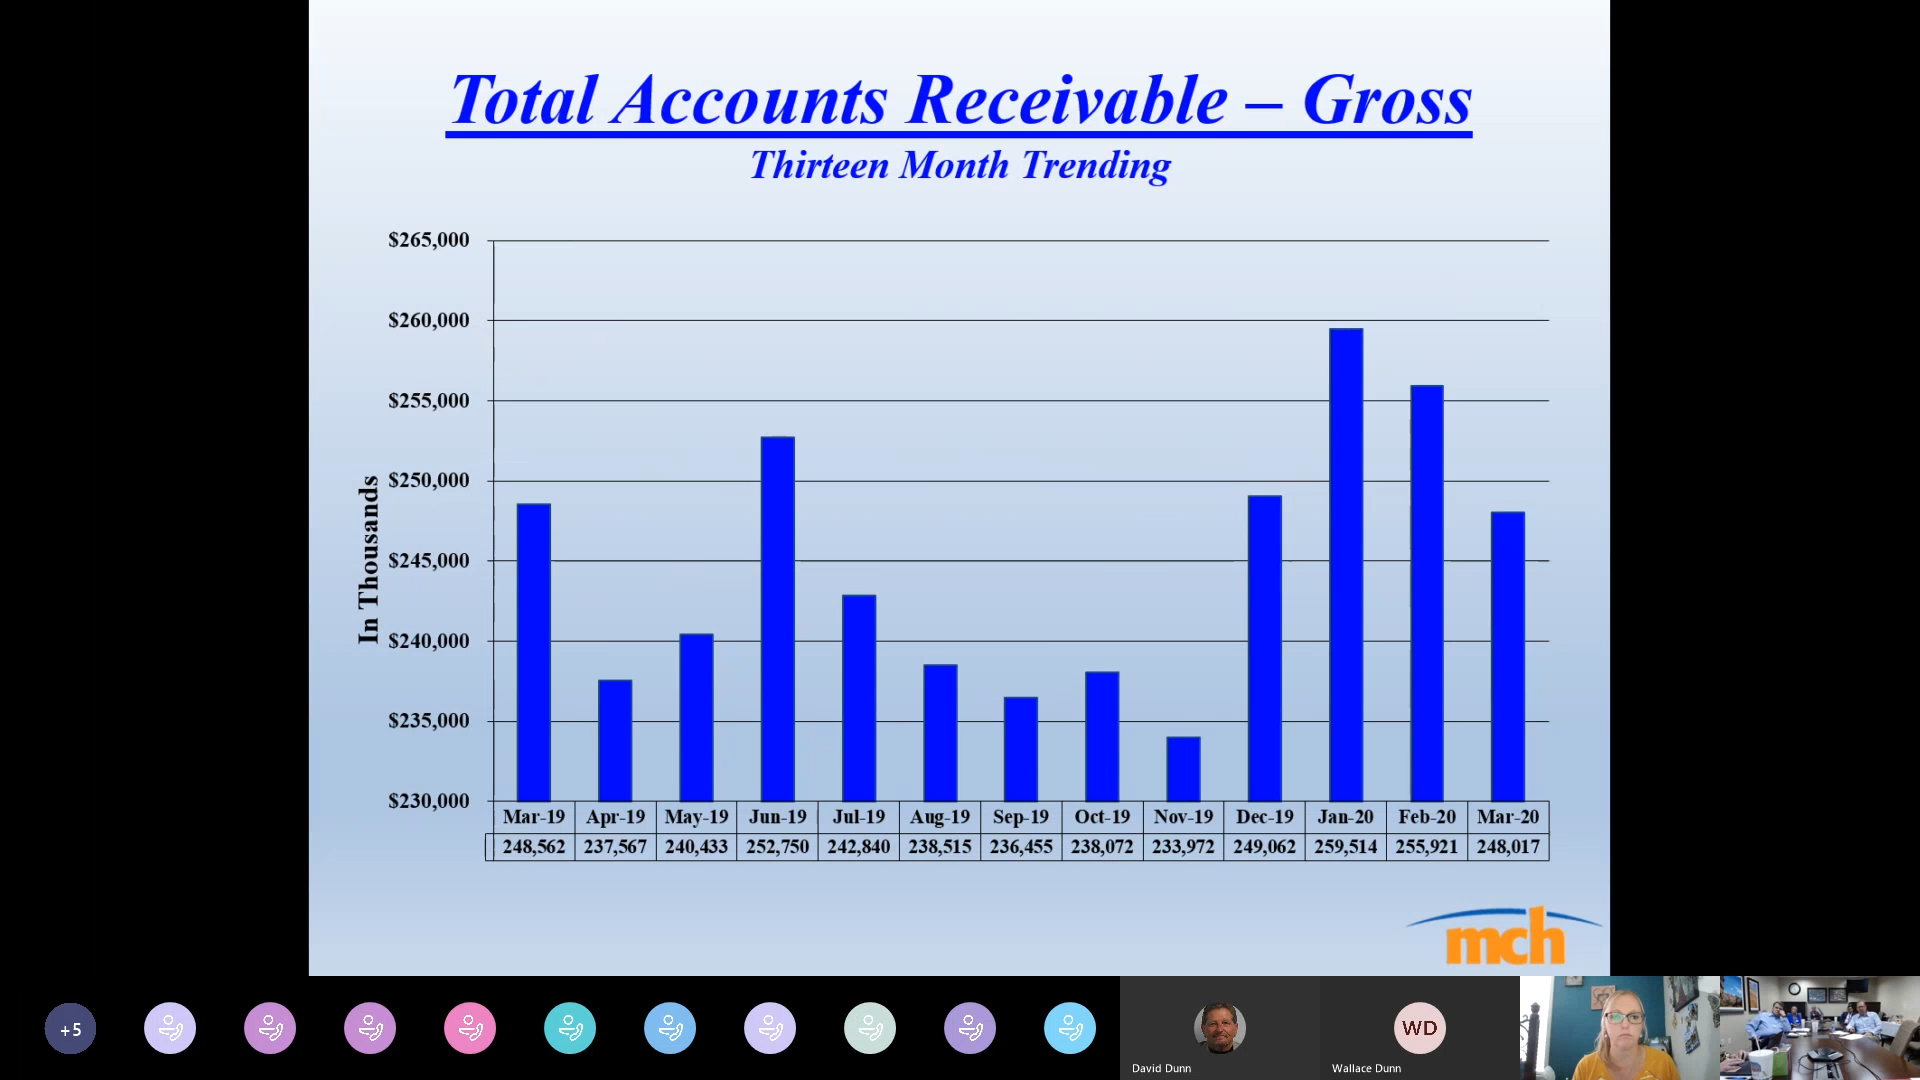 Total Accounts Receivable – Gross
Thirteen Month Trending
In Thousands
$265,000
$260,000
$255,000
$250,000
$245,000
$240,000
$235,000
$230,000
Mar-19 Apr-19 May-19 Jun-19 Jul-19 Aug-19 Sep-19 Oct-19 Nov-19 Dec-19 Jan-20 Feb-20 Mar-20
248,562 237,567 240,433 252,750 242,840 238,515 236,455 238,072 233,972 249,062 259,514 255,921 248,017
mch
+5
WD
David Dunn
Wallace Dunn